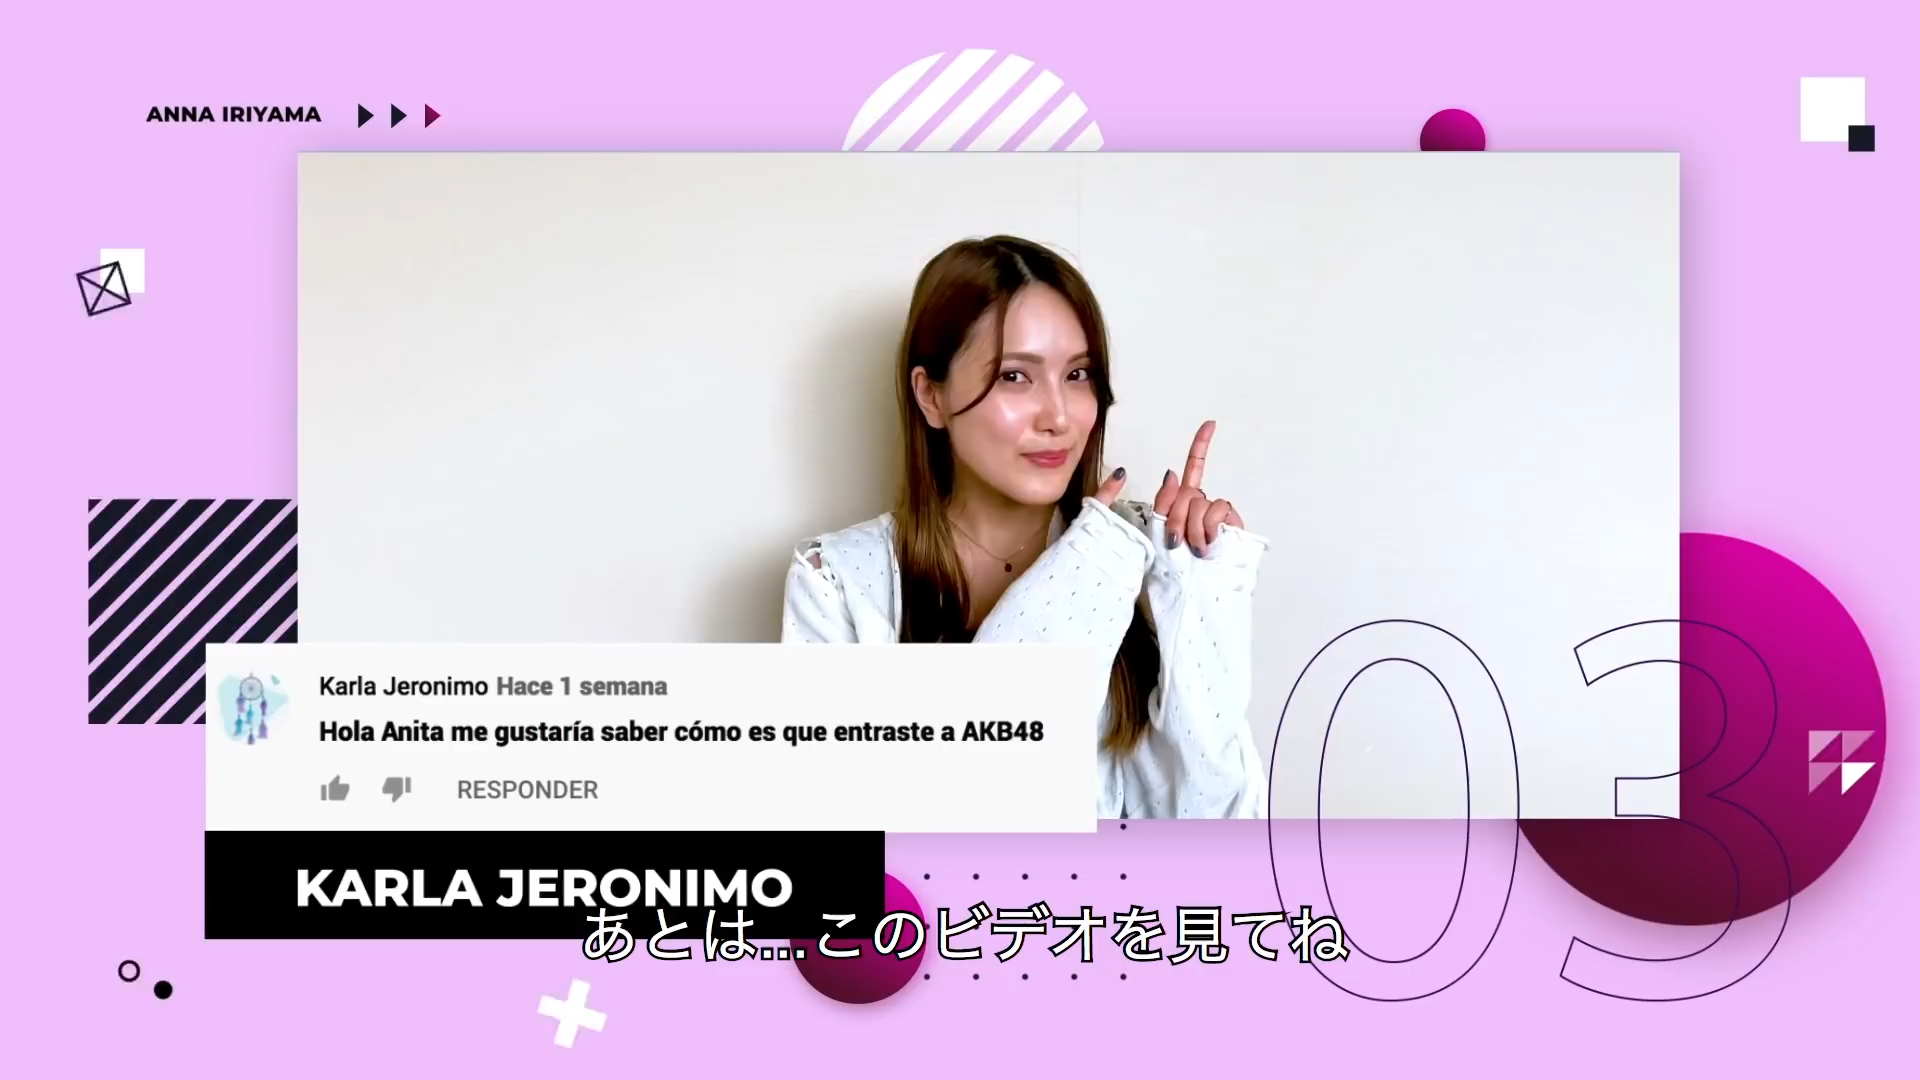 ANNA IRIYAMA
Karla Jeronimo Hace 1 semana
Hola Anita me gustaría saber cómo es que entraste a AKB48
RESPONDER
KARLA JERONIMO
あとは...このビデオを見てね
03